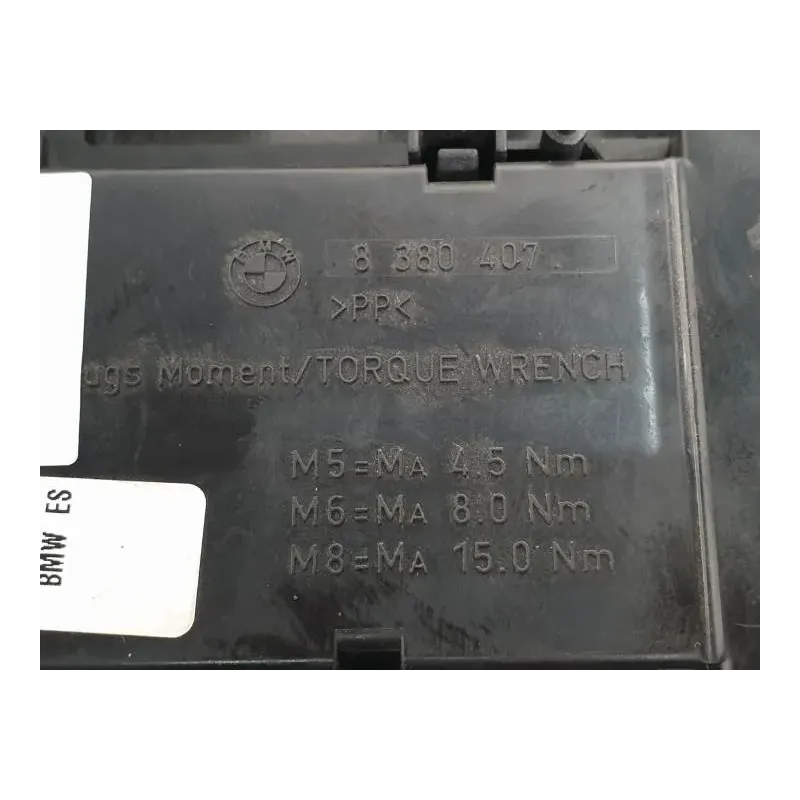 BMW
8 380 407
>PP<
Moment/TORQUE WRENCH
M5=MA 4.5 Nm
M6=MA 8.0 Nm
M8=MA 15.0 Nm
BMW ES